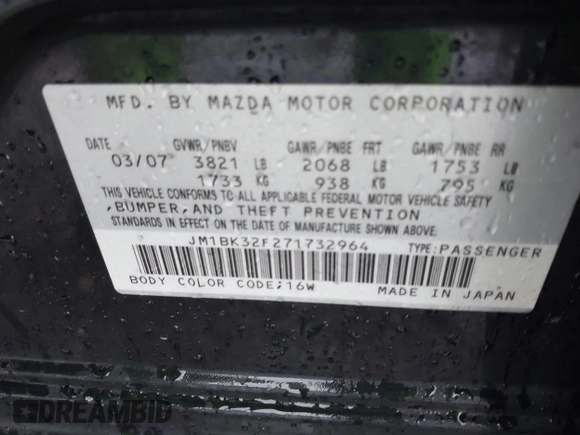 MFD. BY MAZDA MOTOR CORPORATION
DATE GVWR/PNBV GAWR/PNBE FRT GAWR/PNBE RR
03/07 3821 LB 2068 LB 1753 LB
1733 KG 938 KG 795 KG
THIS VEHICLE CONFORMS TO ALL APPLICABLE FEDERAL MOTOR VEHICLE SAFETY
,BUMPER,AND THEFT PREVENTION
STANDARDS IN EFFECT ON THE DATE OF MANUFACTURE SHOWN ABOVE.
JM1BK32F271732964 TYPE:PASSENGER
BODY COLOR CODE;16W MADE IN JAPAN
DREAMBID